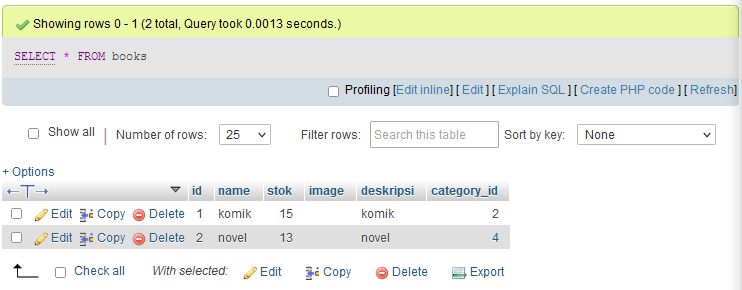 Showing rows 0 - 1 (2 total, Query took 0.0013 seconds.)
SELECT * FROM books
Profiling [Edit inline] [ Edit ] [ Explain SQL ] [ Create PHP code ] [ Refresh]
Show all | Number of rows: 25 Filter rows: Search this table Sort by key: None
+ Options
←T→ id name stok image deskripsi category_id
Edit Copy Delete 1 komik 15 komik 2
Edit Copy Delete 2 novel 13 novel 4
Check all With selected: Edit Copy Delete Export